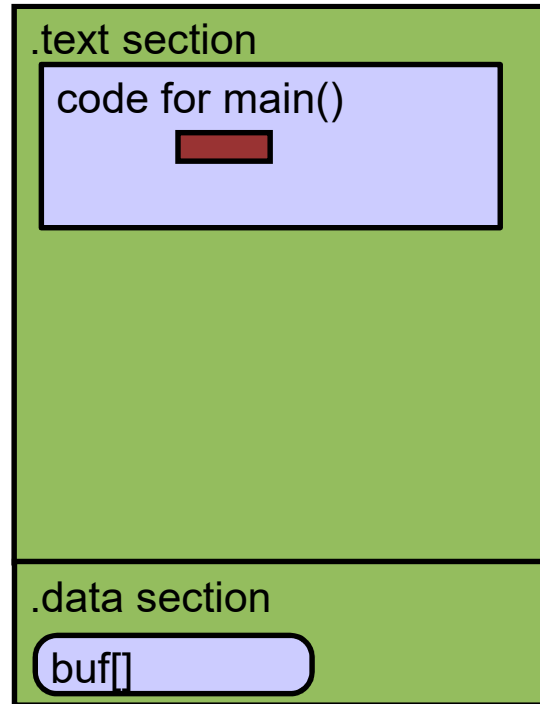 .text section
code for main()
.data section
buf[]